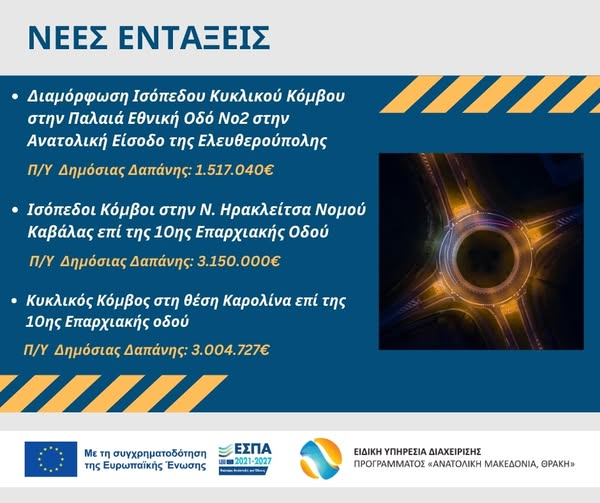 ΝΕΕΣ ΕΝΤΑΞΕΙΣ
• Διαμόρφωση Ισόπεδου Κυκλικού Κόμβου
στην Παλαιά Εθνική Οδό Νο2 στην
Ανατολική Είσοδο της Ελευθερούπολης
Π/Υ Δημόσιας Δαπάνης: 1.517.040€
• Ισόπεδοι Κόμβοι στην Ν. Ηρακλείτσα Νομού
Καβάλας επί της 10ης Επαρχιακής Οδού
Π/Υ Δημόσιας Δαπάνης: 3.150.000€
• Κυκλικός Κόμβος στη θέση Καρολίνα επί της
10ης Επαρχιακής οδού
Π/Υ Δημόσιας Δαπάνης: 3.004.727€
Με τη συγχρηματοδότηση
της Ευρωπαϊκής Ένωσης
ΕΣΠΑ
2021-2027
ΕΙΔΙΚΗ ΥΠΗΡΕΣΙΑ ΔΙΑΧΕΙΡΙΣΗΣ
ΠΡΟΓΡΑΜΜΑΤΟΣ «ΑΝΑΤΟΛΙΚΗ ΜΑΚΕΔΟΝΙΑ, ΘΡΑΚΗ»